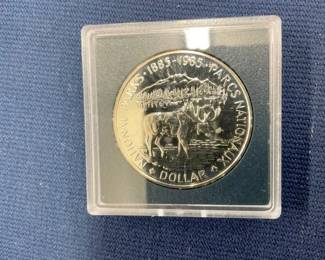 NATIONAL PARKS · 1885-1985 · PARCS NATIONAUX
DOLLAR